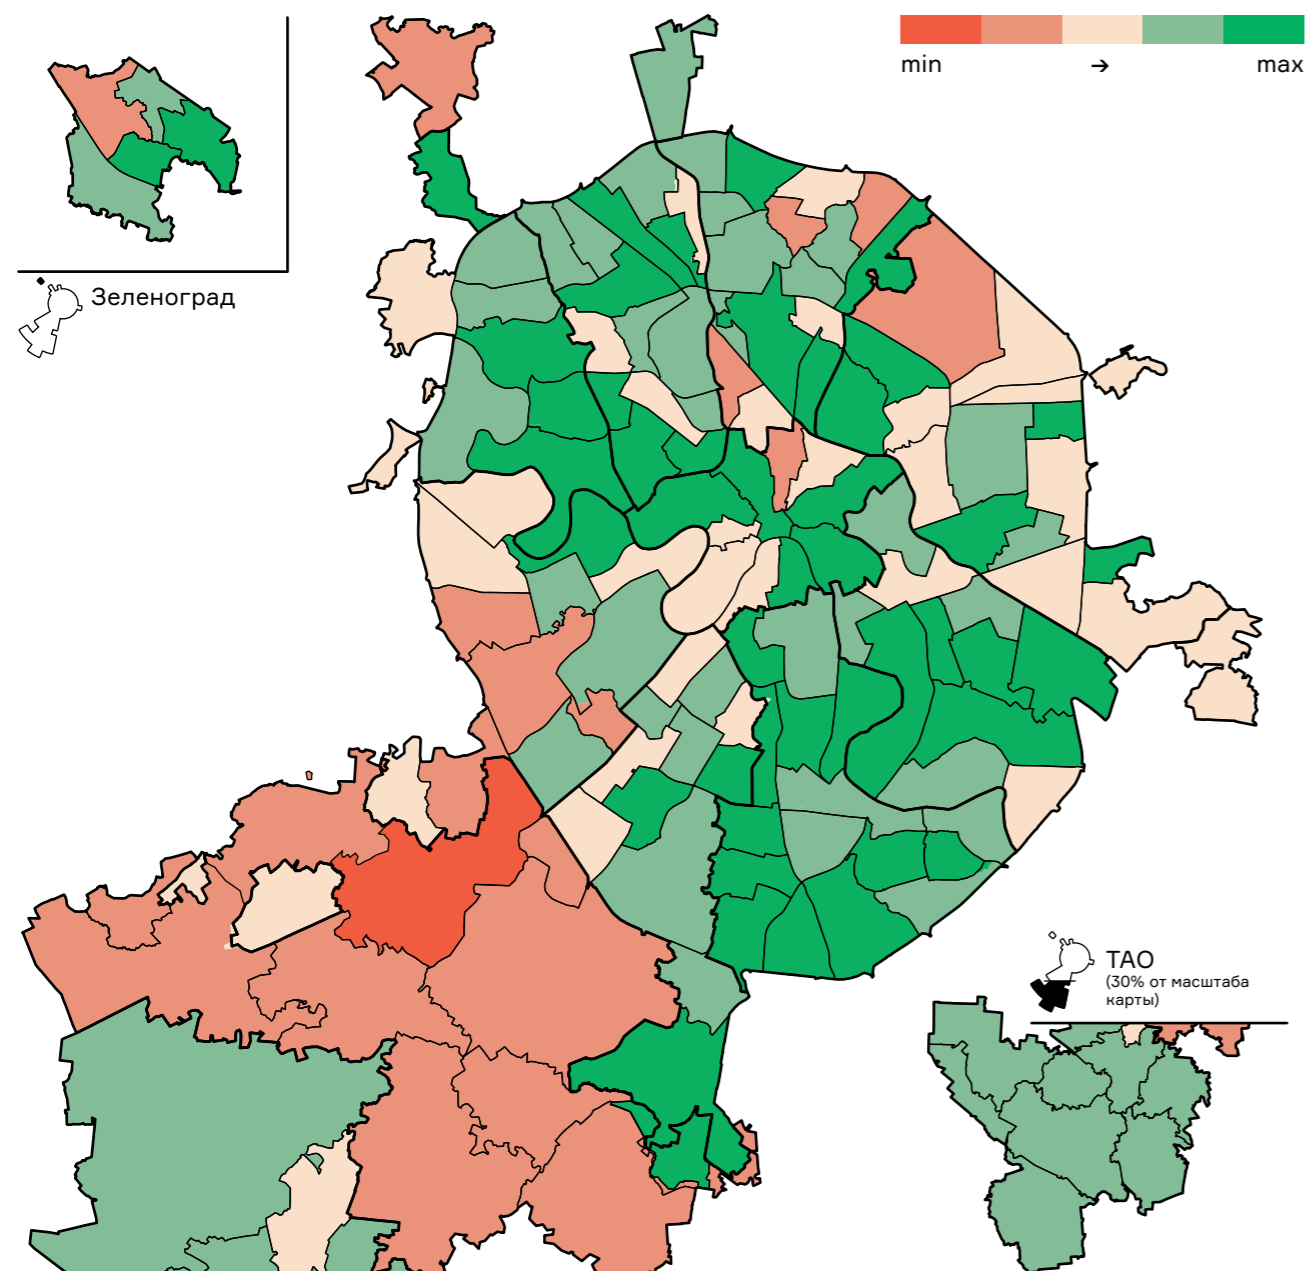 min → max
Зеленоград
ТАО
(30% от масштаба
карты)